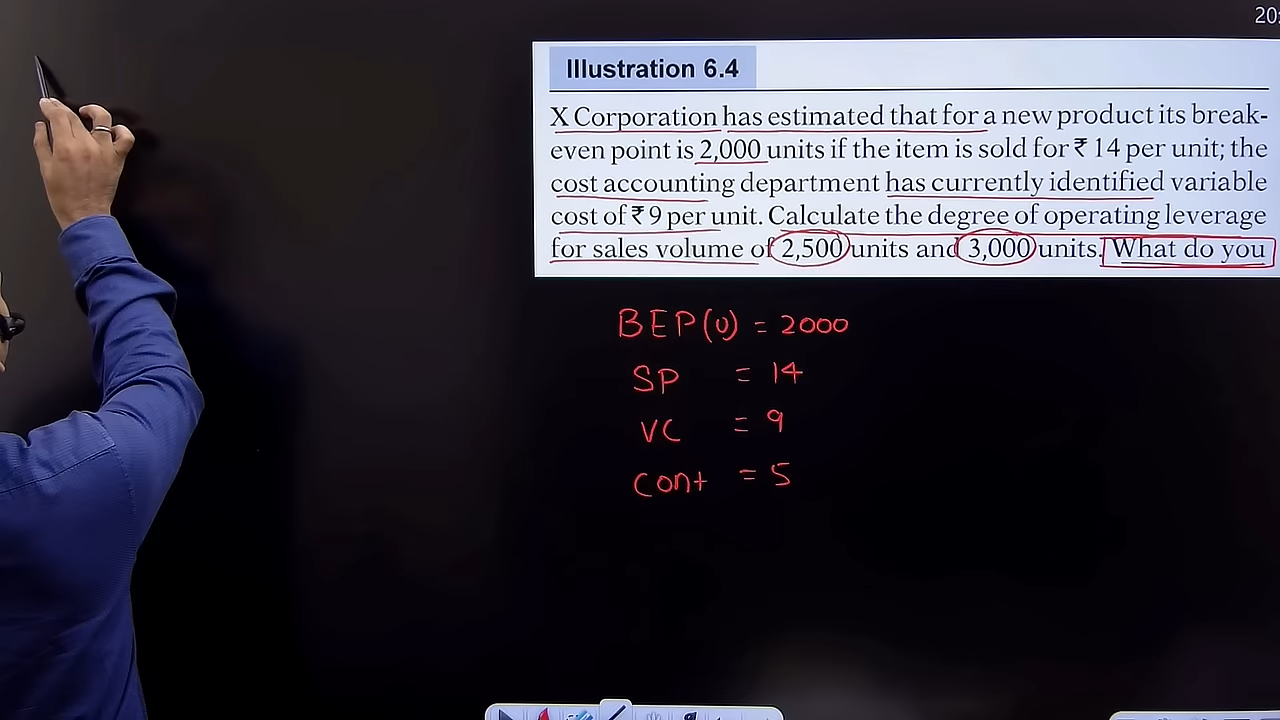 20:
Illustration 6.4
X Corporation has estimated that for a new product its break-
even point is 2,000 units if the item is sold for ₹ 14 per unit; the
cost accounting department has currently identified variable
cost of ₹ 9 per unit. Calculate the degree of operating leverage
for sales volume of 2,500 units and 3,000 units. What do you
BEP(U) = 2000
SP = 14
VC = 9
Cont = 5